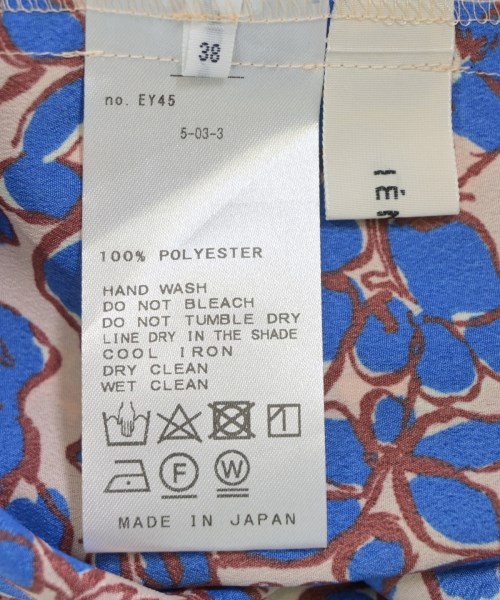 38
no. EY45
5-03-3
100% POLYESTER
HAND WASH
DO NOT BLEACH
DO NOT TUMBLE DRY
LINE DRY IN THE SHADE
COOL IRON
DRY CLEAN
WET CLEAN
F W
MADE IN JAPAN